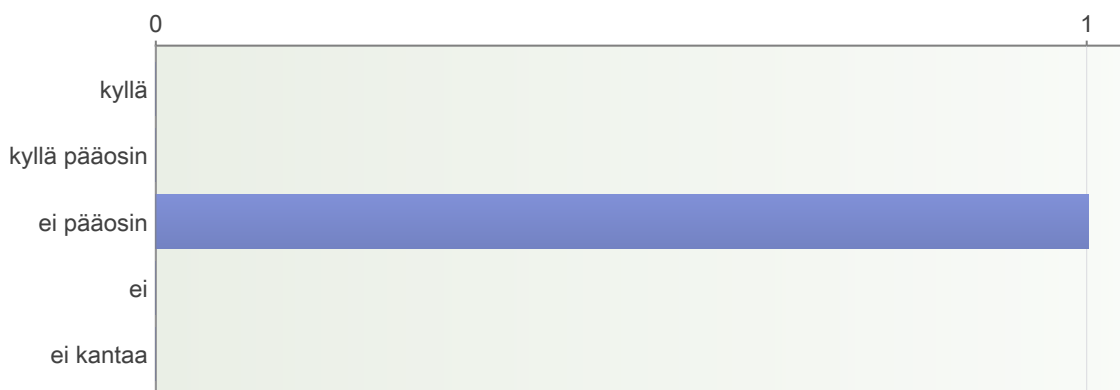 0 1
kyllä
kyllä pääosin
ei pääosin
ei
ei kantaa